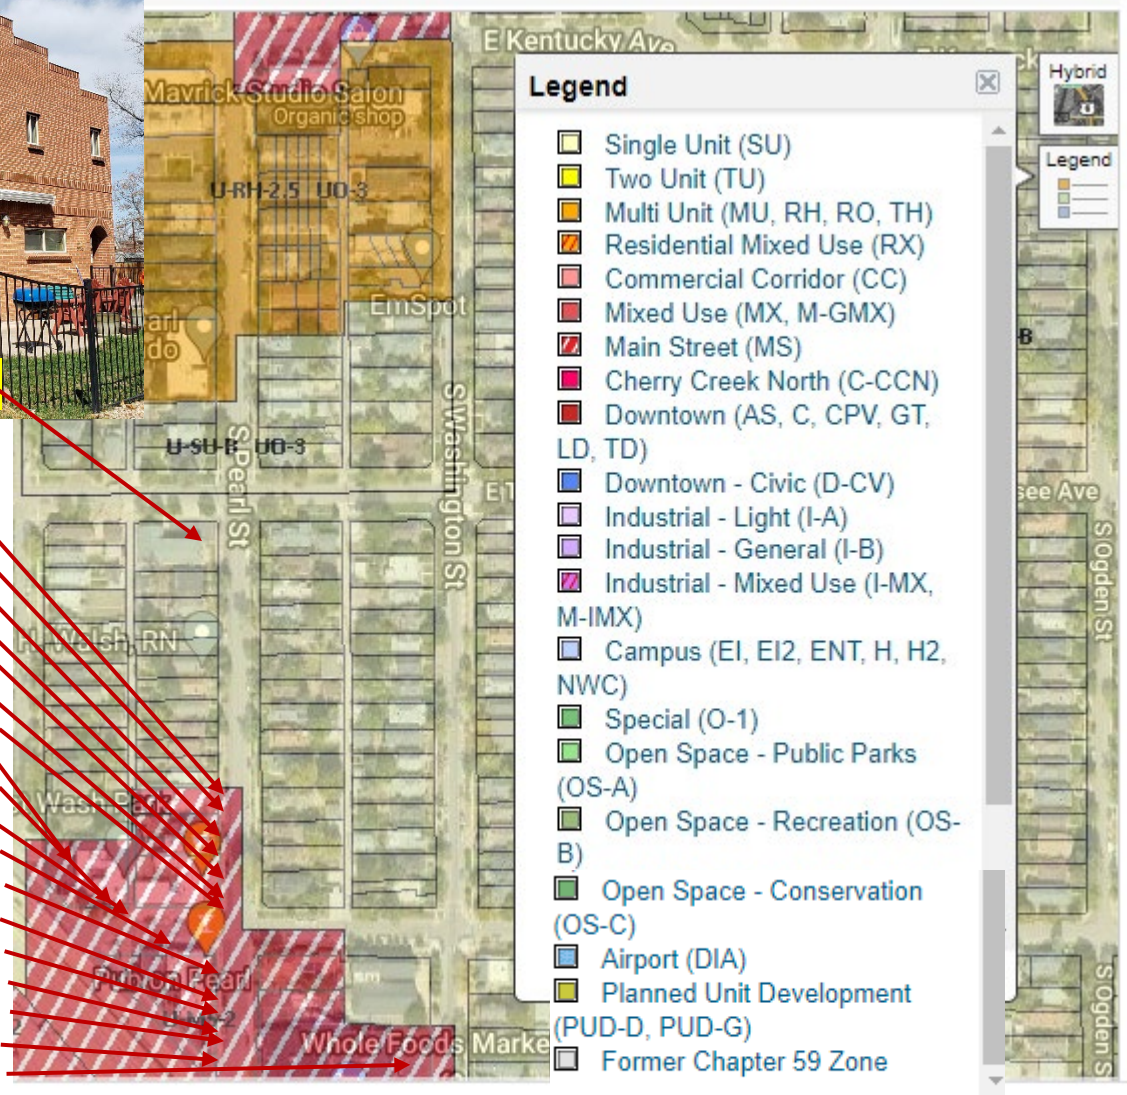 E Kentucky Ave
Mavrick Studio Salon
Organic shop
U-RH-2.5 UO-3
EmSpot
U-SU-B UO-3
S Pearl St
S Washington St
Wash Park
Pub on Pearl
U-MS-2
Whole Foods Marke
see Ave
S Ogden St
S Ogden St
Hybrid
Legend
Legend
Single Unit (SU)
Two Unit (TU)
Multi Unit (MU, RH, RO, TH)
Residential Mixed Use (RX)
Commercial Corridor (CC)
Mixed Use (MX, M-GMX)
Main Street (MS)
Cherry Creek North (C-CCN)
Downtown (AS, C, CPV, GT,
LD, TD)
Downtown - Civic (D-CV)
Industrial - Light (I-A)
Industrial - General (I-B)
Industrial - Mixed Use (I-MX,
M-IMX)
Campus (EI, EI2, ENT, H, H2,
NWC)
Special (O-1)
Open Space - Public Parks
(OS-A)
Open Space - Recreation (OS-
B)
Open Space - Conservation
(OS-C)
Airport (DIA)
Planned Unit Development
(PUD-D, PUD-G)
Former Chapter 59 Zone